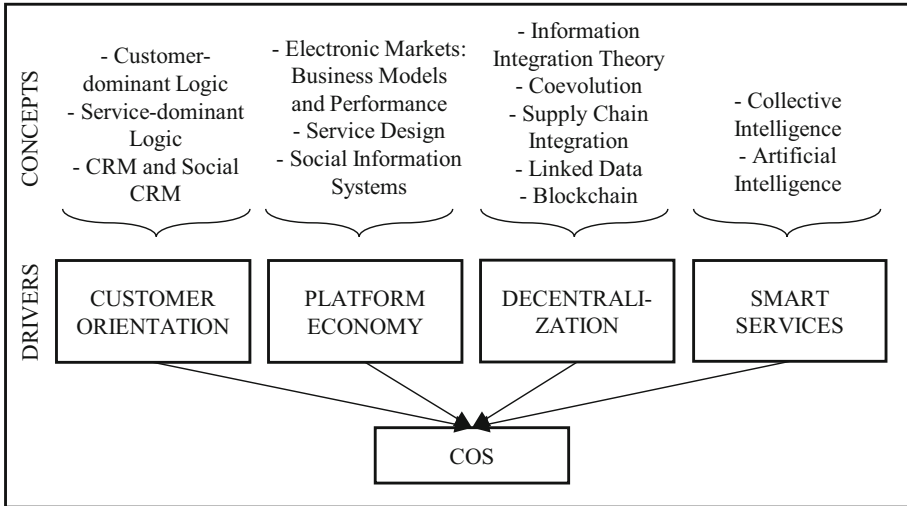 CONCEPTS
- Customer-
dominant Logic
- Service-dominant
Logic
- CRM and Social
CRM
- Electronic Markets:
Business Models
and Performance
- Service Design
- Social Information
Systems
- Information
Integration Theory
- Coevolution
- Supply Chain
Integration
- Linked Data
- Blockchain
- Collective
Intelligence
- Artificial
Intelligence
DRIVERS
CUSTOMER
ORIENTATION
PLATFORM
ECONOMY
DECENTRALI-
ZATION
SMART
SERVICES
COS